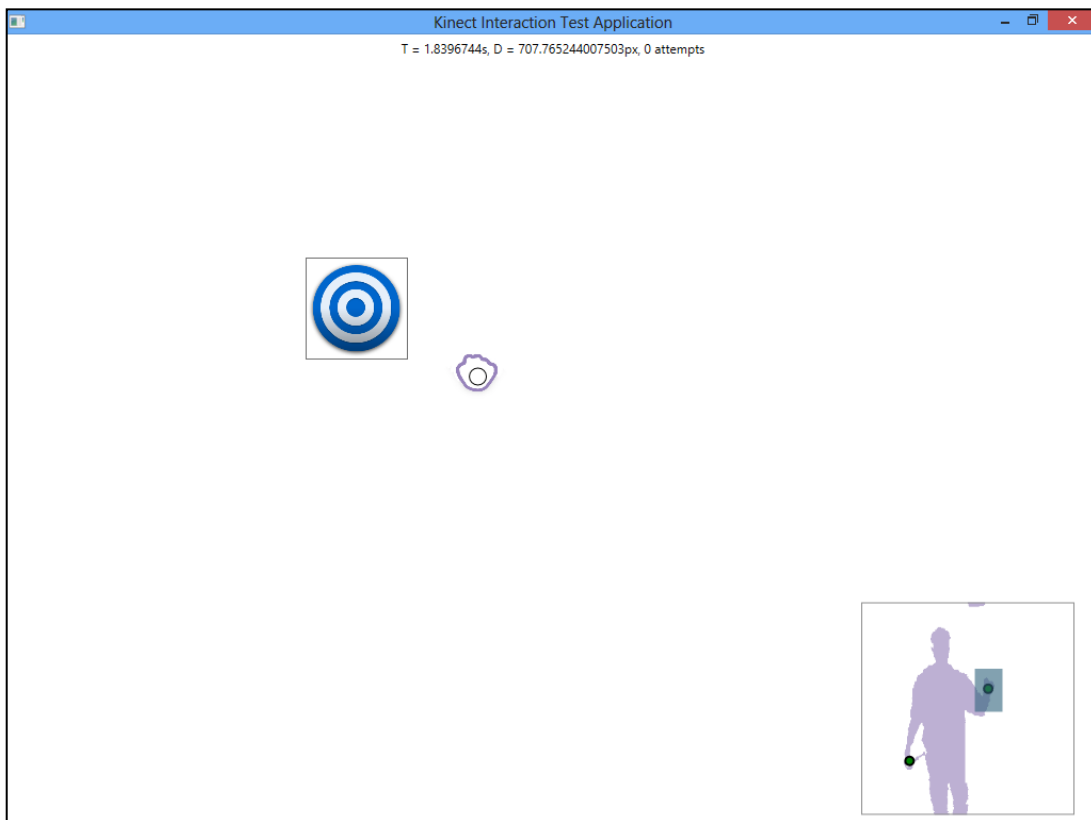 Kinect Interaction Test Application
T = 1.8396744s, D = 707.765244007503px, 0 attempts